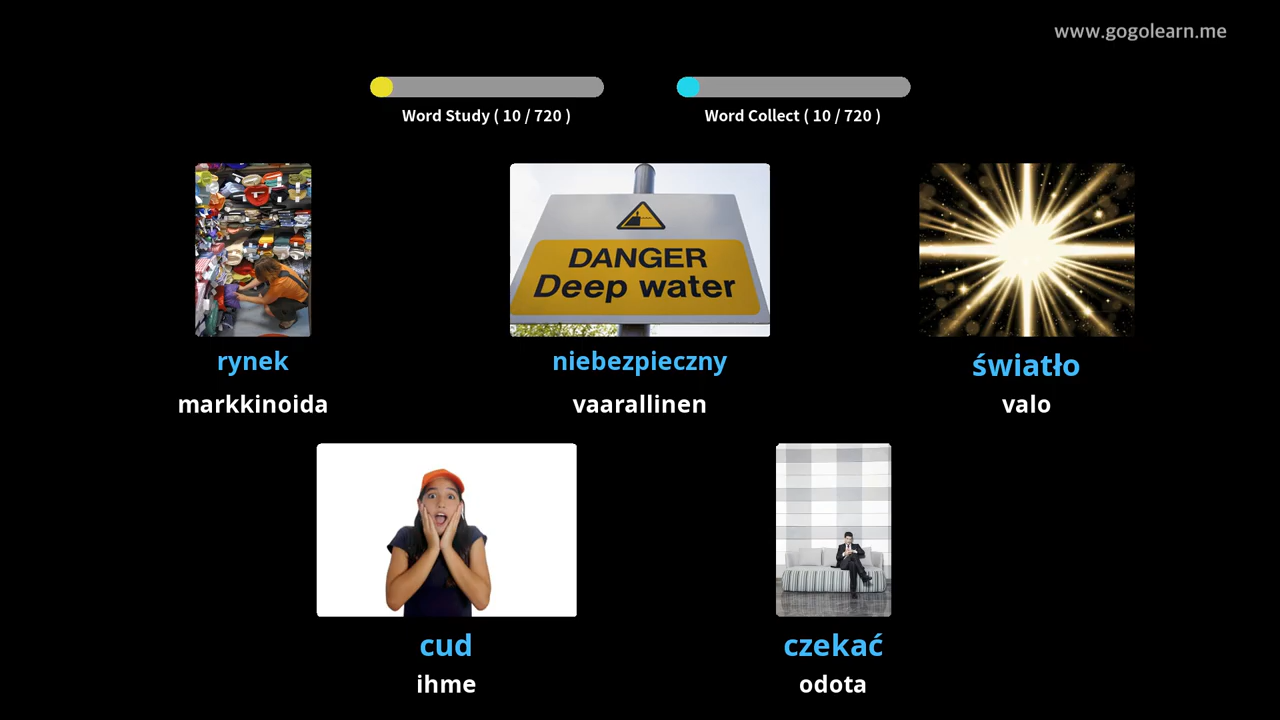 www.gogolearn.me
Word Study ( 10 / 720 )
Word Collect ( 10 / 720 )
DANGER
Deep water
rynek
niebezpieczny
światło
markkinoida
vaarallinen
valo
cud
czekać
ihme
odota